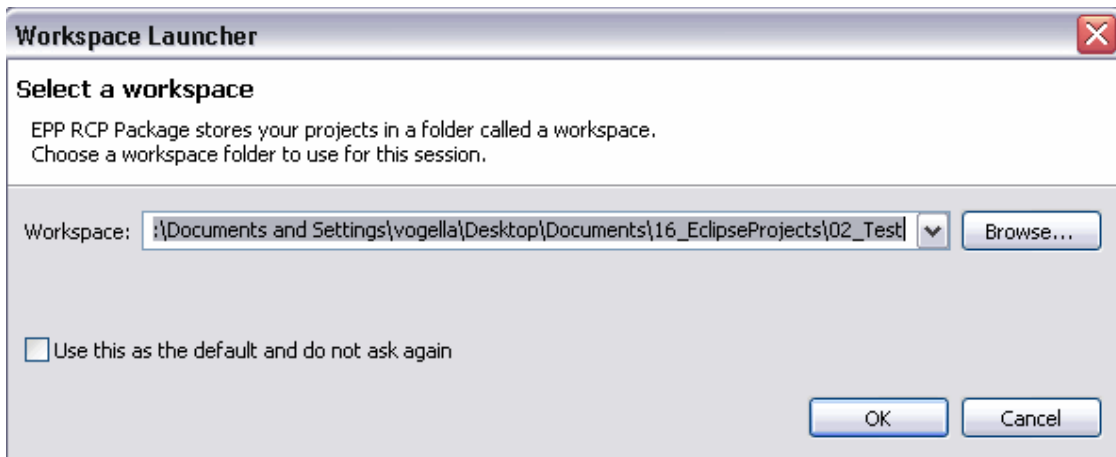 Workspace Launcher
Select a workspace
EPP RCP Package stores your projects in a folder called a workspace.
Choose a workspace folder to use for this session.
Workspace: :\Documents and Settings\vogella\Desktop\Documents\16_EclipseProjects\02_Test Browse...
Use this as the default and do not ask again
OK Cancel